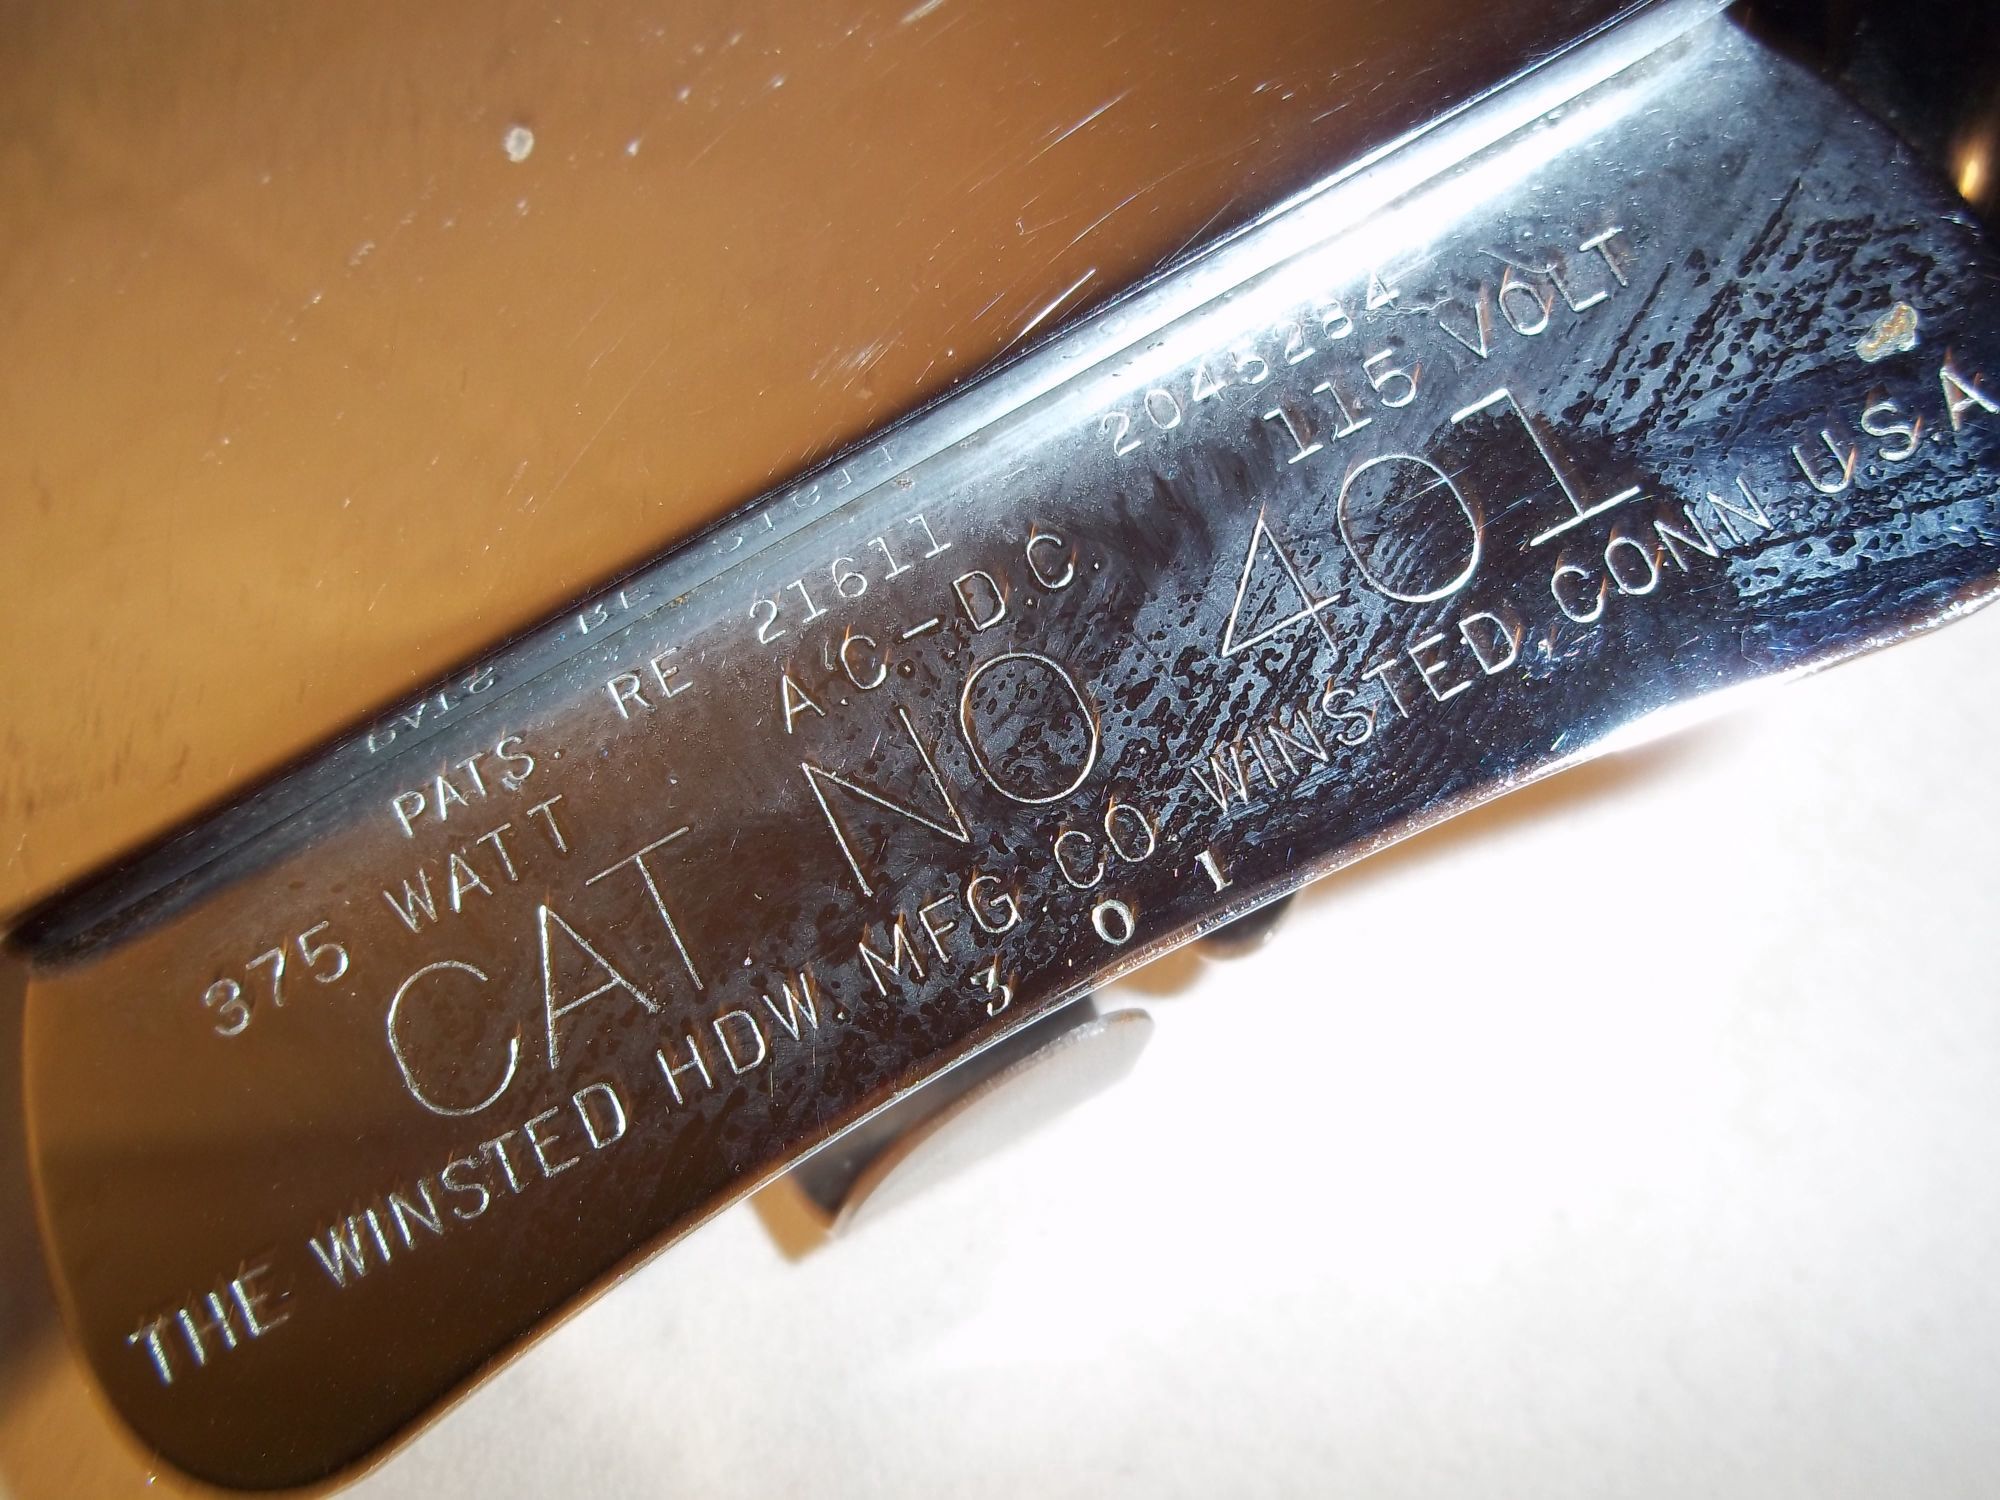 PATS. RE 21611 2045284
375 WATT A.C.-D.C. 115 VOLT
CAT NO 401
THE WINSTED HDW. MFG CO. WINSTED. CONN. U.S.A
3 0 1